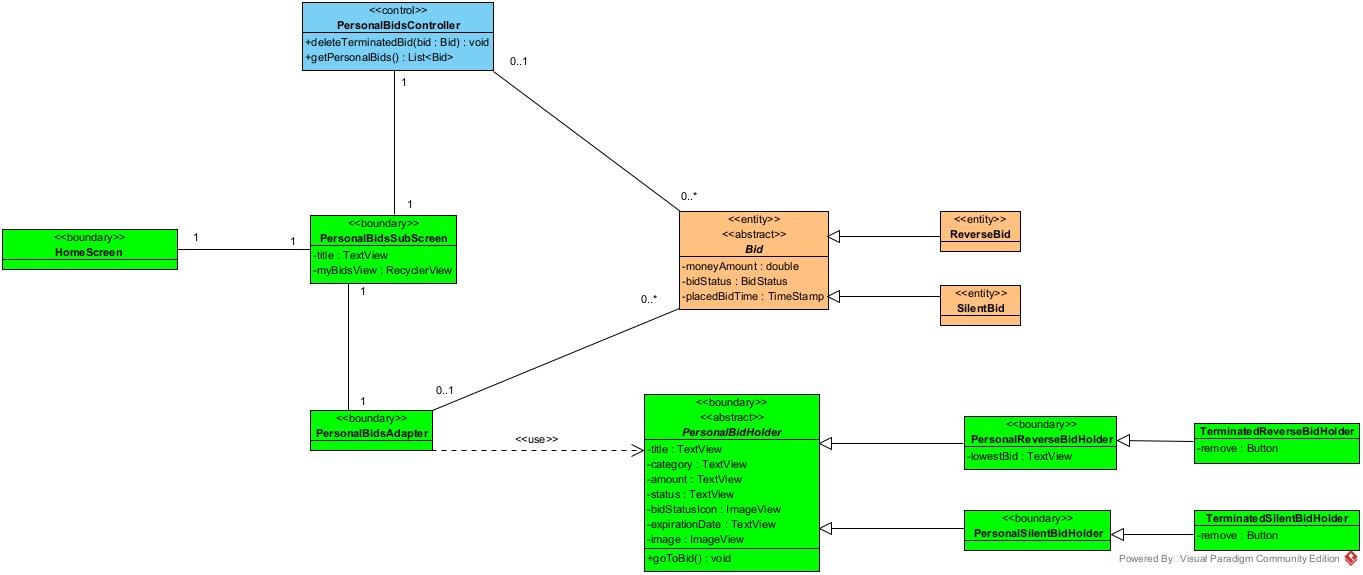 <<control>>
PersonalBidsController
+deleteTerminatedBid(bid : Bid) : void
+getPersonalBids() : List<Bid>
1
0..1
1
0..*
<<boundary>>
HomeScreen
1
1
<<boundary>>
PersonalBidsSubScreen
-title : TextView
-myBidsView : RecyclerView
1
1
<<entity>>
<<abstract>>
Bid
-moneyAmount : double
-bidStatus : BidStatus
-placedBidTime : TimeStamp
<<entity>>
ReverseBid
<<entity>>
SilentBid
0..*
0..1
<<boundary>>
PersonalBidsAdapter
<<use>>
<<boundary>>
<<abstract>>
PersonalBidHolder
-title : TextView
-category : TextView
-amount : TextView
-status : TextView
-bidStatusIcon : ImageView
-expirationDate : TextView
-image : ImageView
+goToBid() : void
<<boundary>>
PersonalReverseBidHolder
-lowestBid : TextView
TerminatedReverseBidHolder
-remove : Button
<<boundary>>
PersonalSilentBidHolder
TerminatedSilentBidHolder
-remove : Button
Powered By Visual Paradigm Community Edition